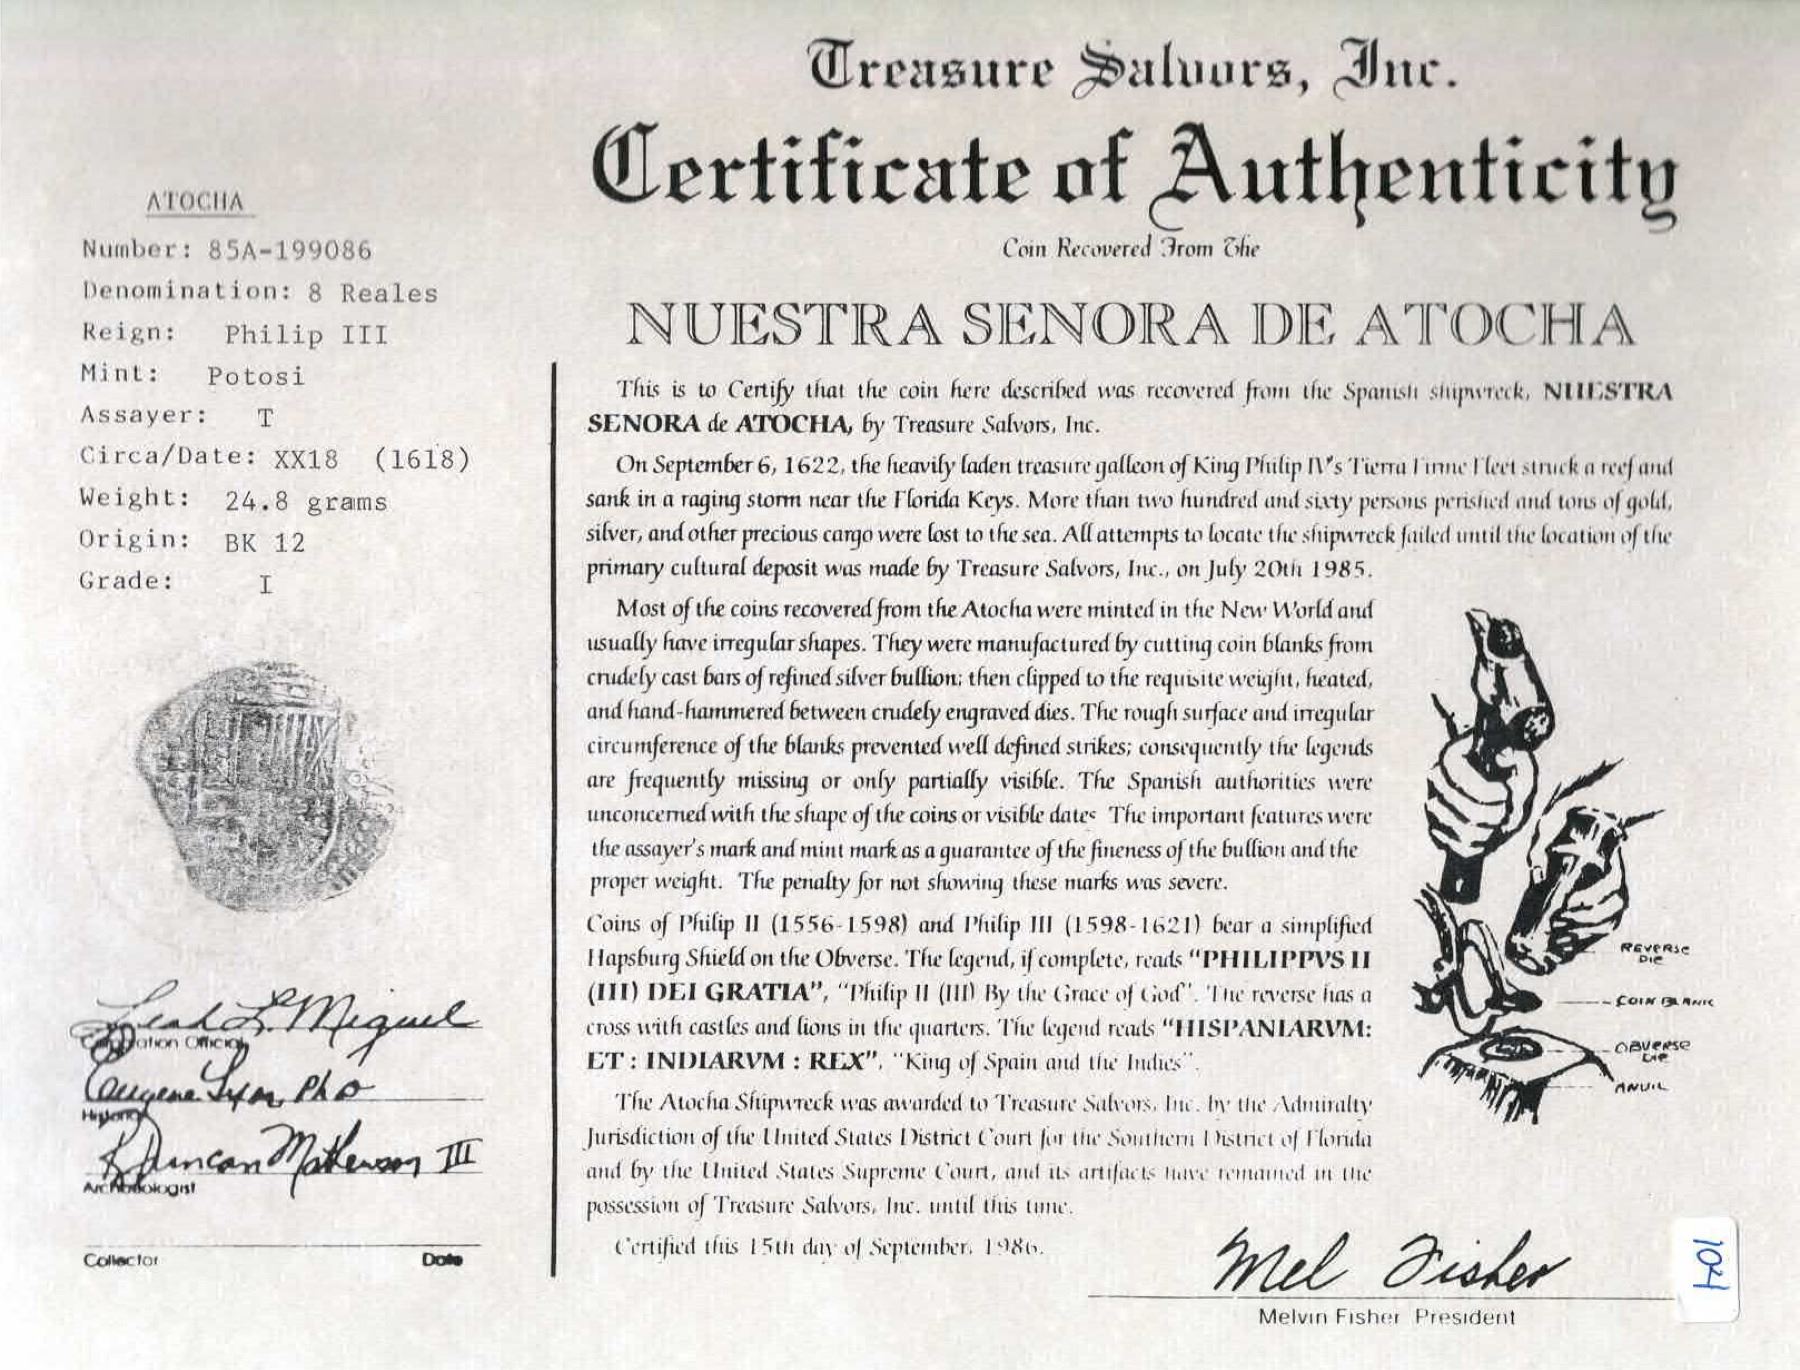 Treasure Salvors, Inc.
Certificate of Authenticity
Coin Recovered From The
NUESTRA SENORA DE ATOCHA
ATOCHA
Number: 85A-199086
Denomination: 8 Reales
Reign: Philip III
Mint: Potosi
Assayer: T
Circa/Date: XX18 (1618)
Weight: 24.8 grams
Origin: BK 12
Grade: I
Leah L. Miguel
Official
Eugene Lyon, PhD
Historian
R Duncan Mathewson III
Archaeologist
Collector Date
This is to Certify that the coin here described was recovered from the Spanish shipwreck, NUESTRA
SENORA de ATOCHA, by Treasure Salvors, Inc.
On September 6, 1622, the heavily laden treasure galleon of King Philip IV's Tierra Firme Fleet struck a reef and
sank in a raging storm near the Florida Keys. More than two hundred and sixty persons perished and tons of gold,
silver, and other precious cargo were lost to the sea. All attempts to locate the shipwreck failed until the location of the
primary cultural deposit was made by Treasure Salvors, Inc., on July 20th 1985.
Most of the coins recovered from the Atocha were minted in the New World and
usually have irregular shapes. They were manufactured by cutting coin blanks from
crudely cast bars of refined silver bullion; then clipped to the requisite weight, heated,
and hand-hammered between crudely engraved dies. The rough surface and irregular
circumference of the blanks prevented well defined strikes; consequently the legends
are frequently missing or only partially visible. The Spanish authorities were
unconcerned with the shape of the coins or visible dates The important features were
the assayer's mark and mint mark as a guarantee of the fineness of the bullion and the
proper weight. The penalty for not showing these marks was severe.
Coins of Philip II (1556-1598) and Philip III (1598-1621) bear a simplified
Hapsburg Shield on the Obverse. The legend, if complete, reads "PHILIPPVS II
(III) DEI GRATIA", "Philip II (III) By the Grace of God". The reverse has a
cross with castles and lions in the quarters. The legend reads "HISPANIARVM:
ET : INDIARVM : REX", "King of Spain and the Indies".
The Atocha Shipwreck was awarded to Treasure Salvors, Inc. by the Admiralty
Jurisdiction of the United States District Court for the Southern District of Florida
and by the United States Supreme Court, and its artifacts have remained in the
possession of Treasure Salvors, Inc. until this time.
Certified this 15th day of September, 1986.
REVERSE
DIE
COIN BLANK
OBVERSE
DIE
ANVIL
Mel Fisher
Melvin Fisher President
104